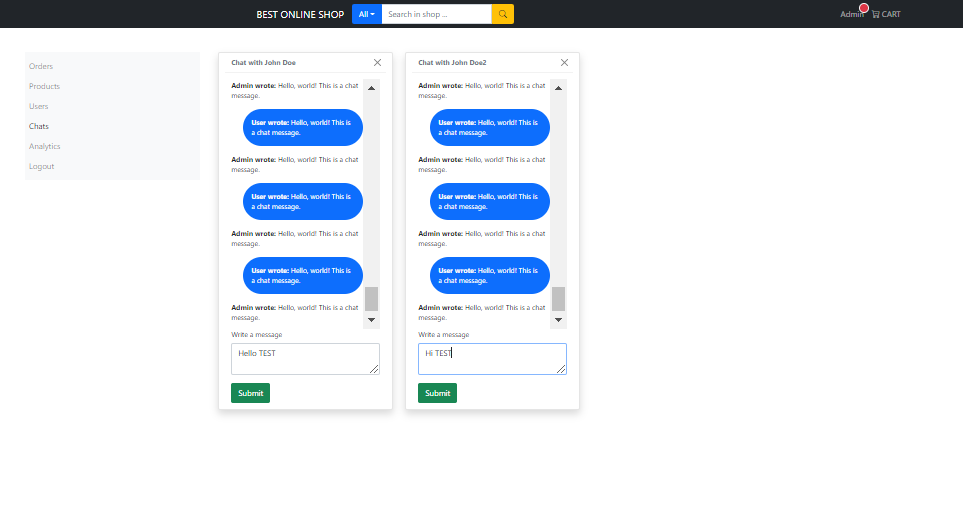 BEST ONLINE SHOP All Search in shop ... Admin CART
Orders
Products
Users
Chats
Analytics
Logout
Chat with John Doe
Admin wrote: Hello, world! This is a chat
message.
User wrote: Hello, world! This is
a chat message.
Admin wrote: Hello, world! This is a chat
message.
User wrote: Hello, world! This is
a chat message.
Admin wrote: Hello, world! This is a chat
message.
User wrote: Hello, world! This is
a chat message.
Admin wrote: Hello, world! This is a chat
message.
Write a message
Hello TEST
Submit
Chat with John Doe2
Admin wrote: Hello, world! This is a chat
message.
User wrote: Hello, world! This is
a chat message.
Admin wrote: Hello, world! This is a chat
message.
User wrote: Hello, world! This is
a chat message.
Admin wrote: Hello, world! This is a chat
message.
User wrote: Hello, world! This is
a chat message.
Admin wrote: Hello, world! This is a chat
message.
Write a message
Hi TEST
Submit